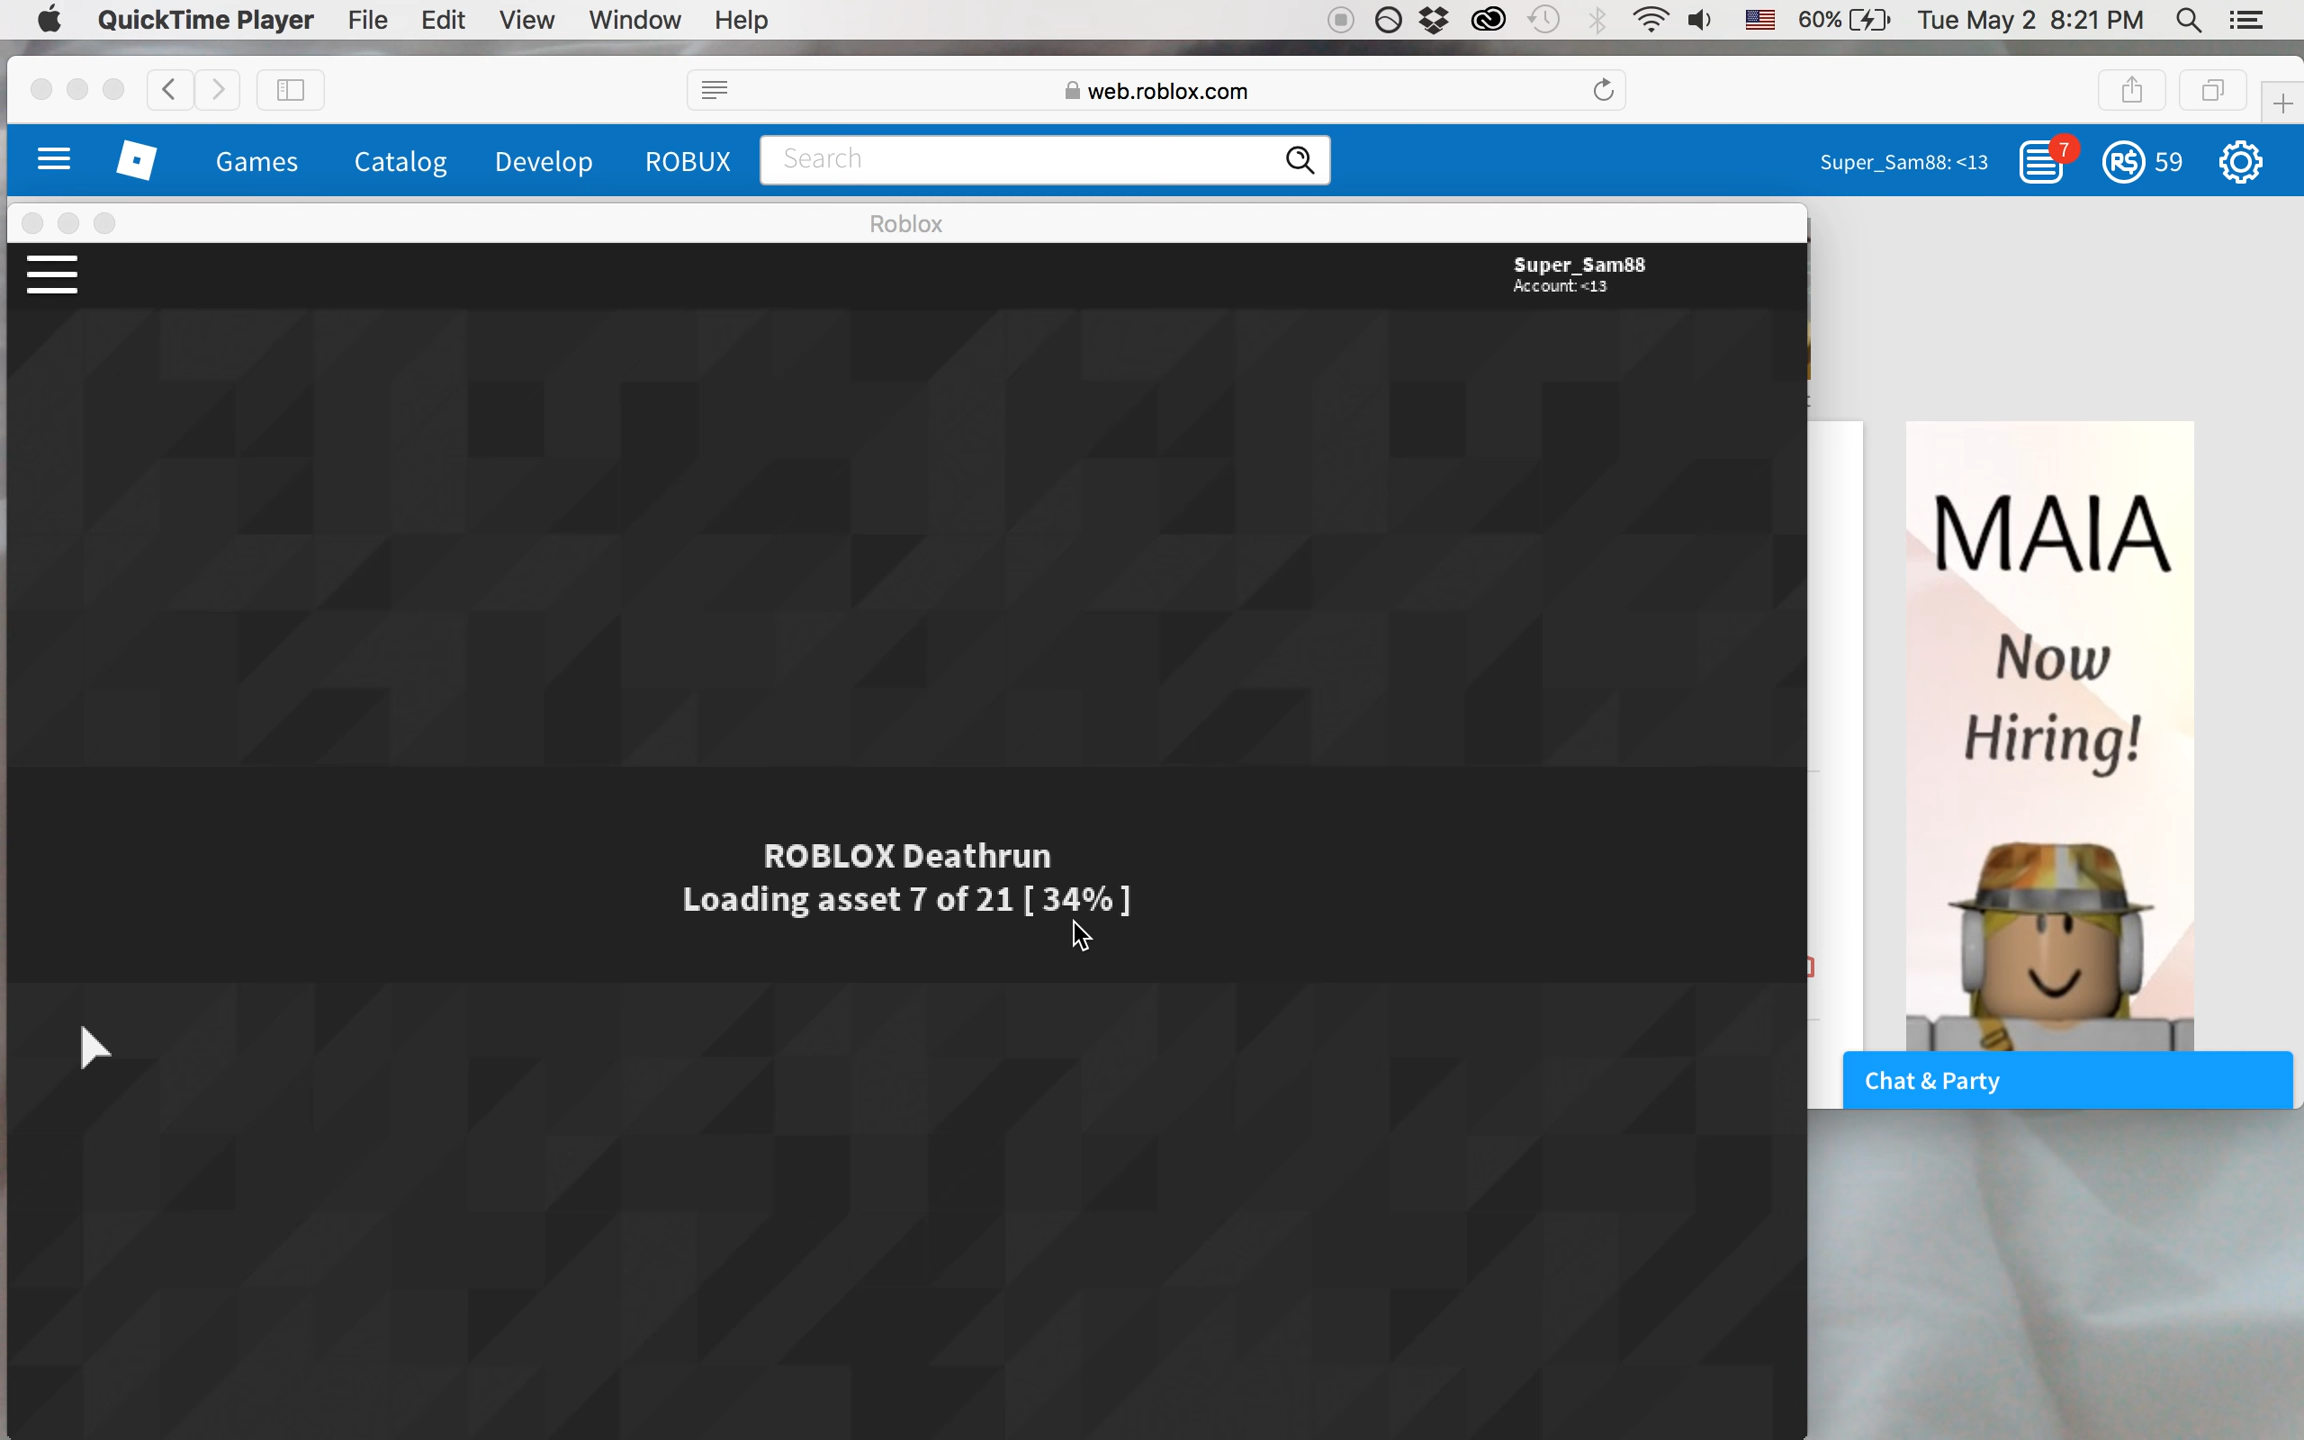 QuickTime Player File Edit View Window Help 60% Tue May 2 8:21 PM
web.roblox.com
Games Catalog Develop ROBUX Search Super_Sam88: <13 7 R$ 59
Roblox
Super_Sam88
Account: <13
ROBLOX Deathrun
Loading asset 7 of 21 [ 34% ]
MAIA
Now
Hiring!
Chat & Party